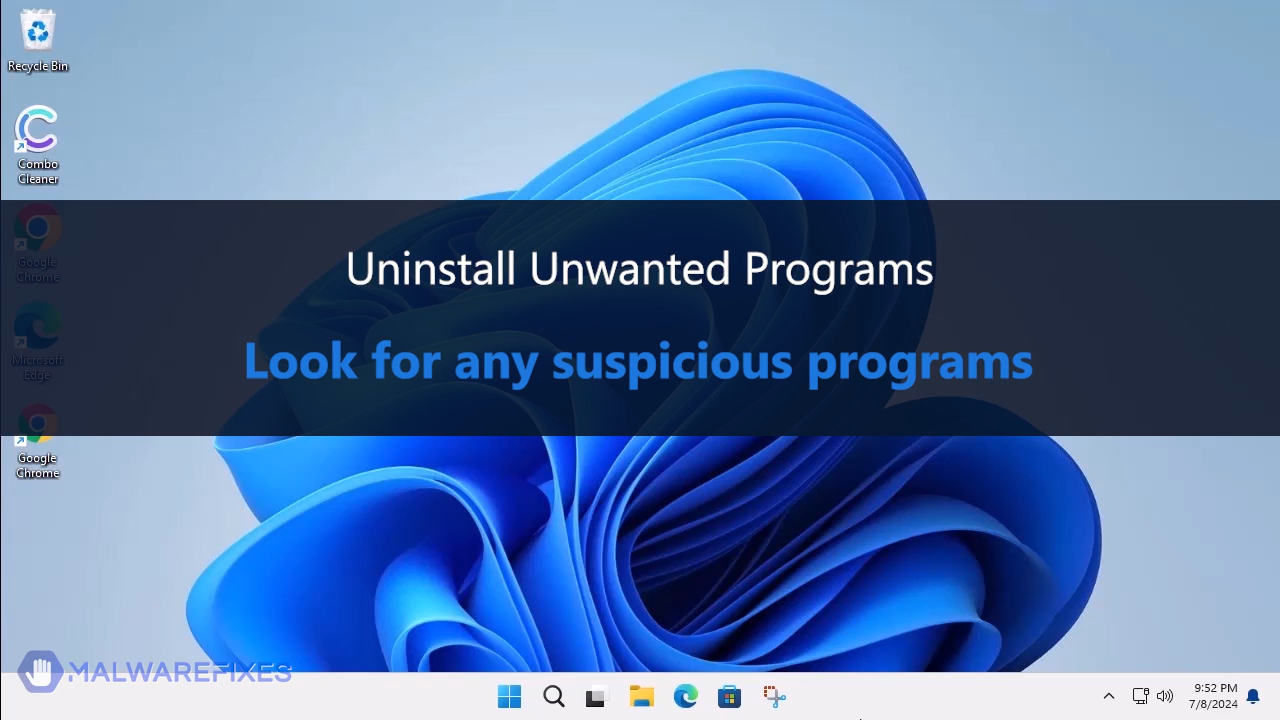 Recycle Bin
Combo
Cleaner
Google
Chrome
Microsoft
Edge
Google
Chrome
Uninstall Unwanted Programs
Look for any suspicious programs
MALWAREFIXES
9:52 PM
7/8/2024